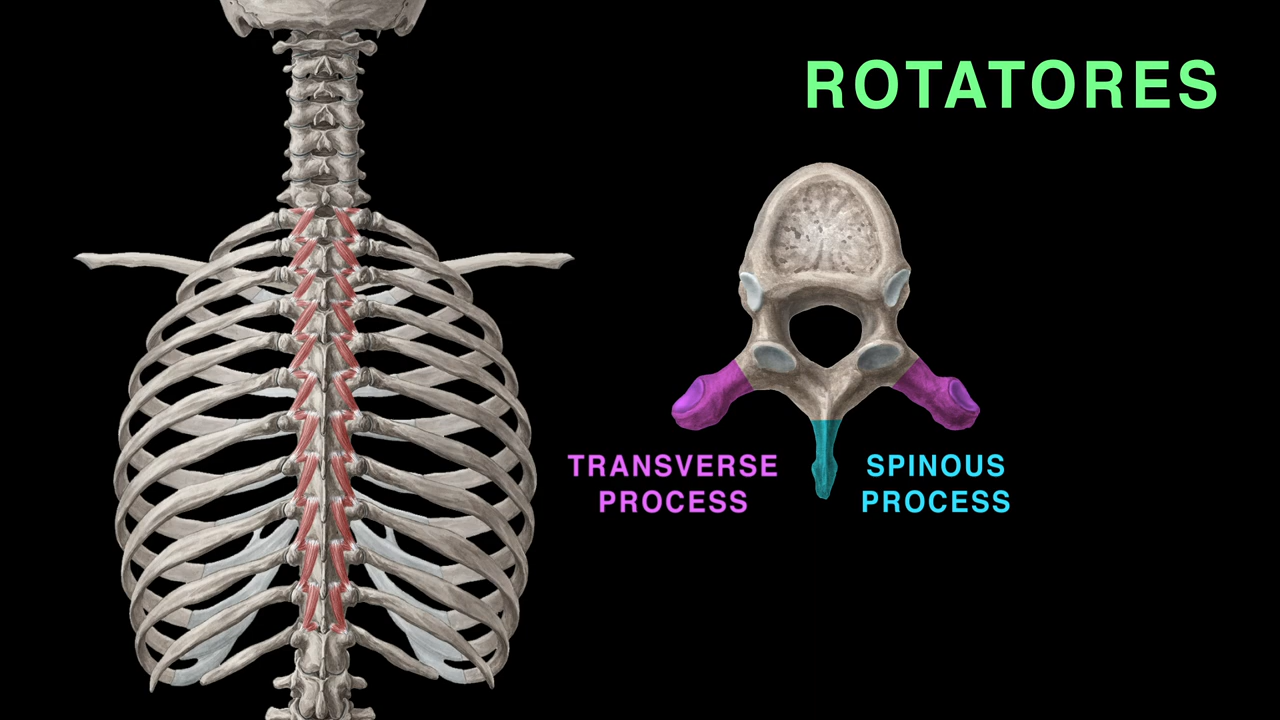 ROTATORES
TRANSVERSE
PROCESS
SPINOUS
PROCESS